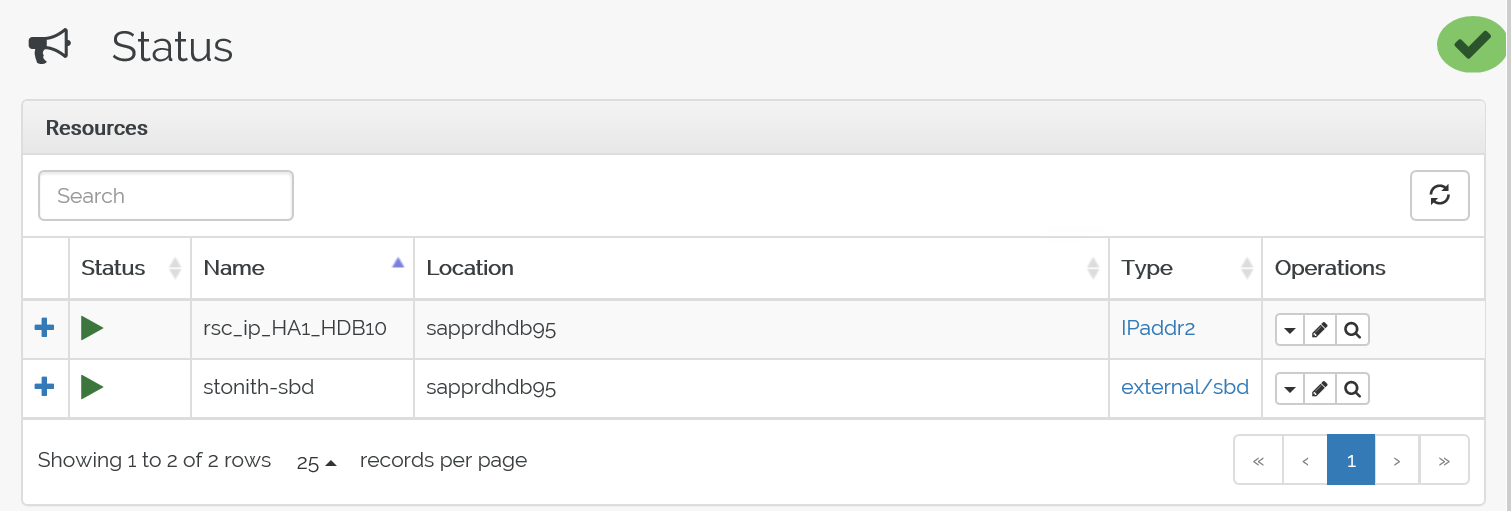 Status
Resources
Search
Status Name Location Type Operations
rsc_ip_HA1_HDB10 sapprdhdb95 IPaddr2
stonith-sbd sapprdhdb95 external/sbd
Showing 1 to 2 of 2 rows 25 records per page « ‹ 1 › »